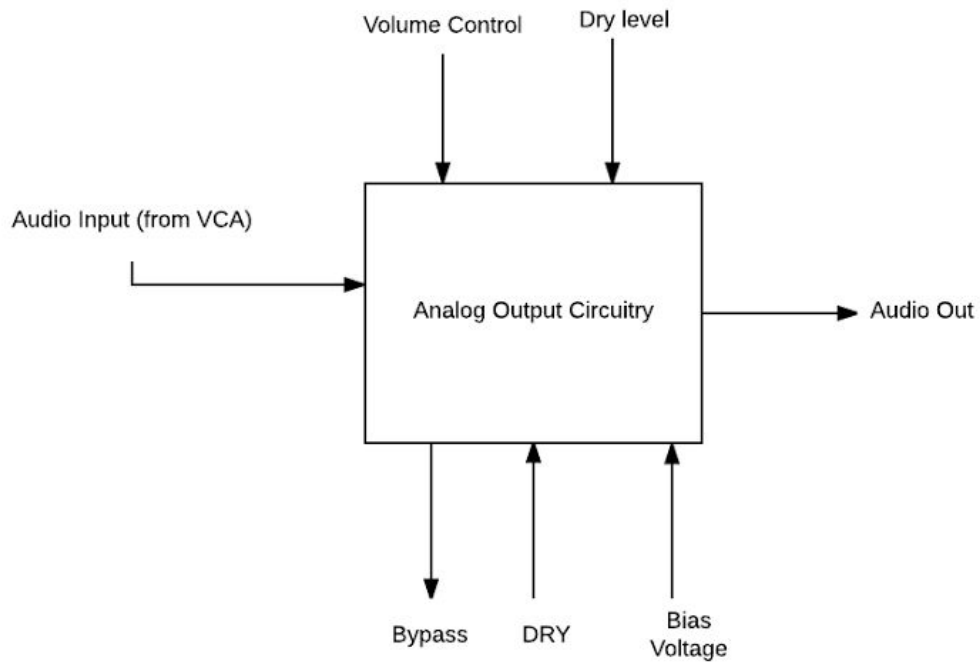 Volume Control
Dry level
Audio Input (from VCA)
Analog Output Circuitry
Audio Out
Bypass
DRY
Bias
Voltage